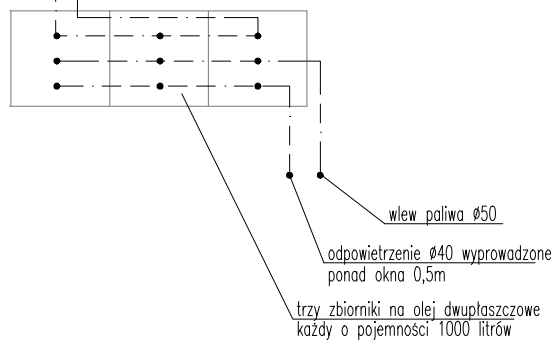 wlew paliwa Ø50
odpowietrzenie Ø40 wyprowadzone
ponad okna 0,5m
trzy zbiorniki na olej dwupłaszczowe
każdy o pojemności 1000 litrów